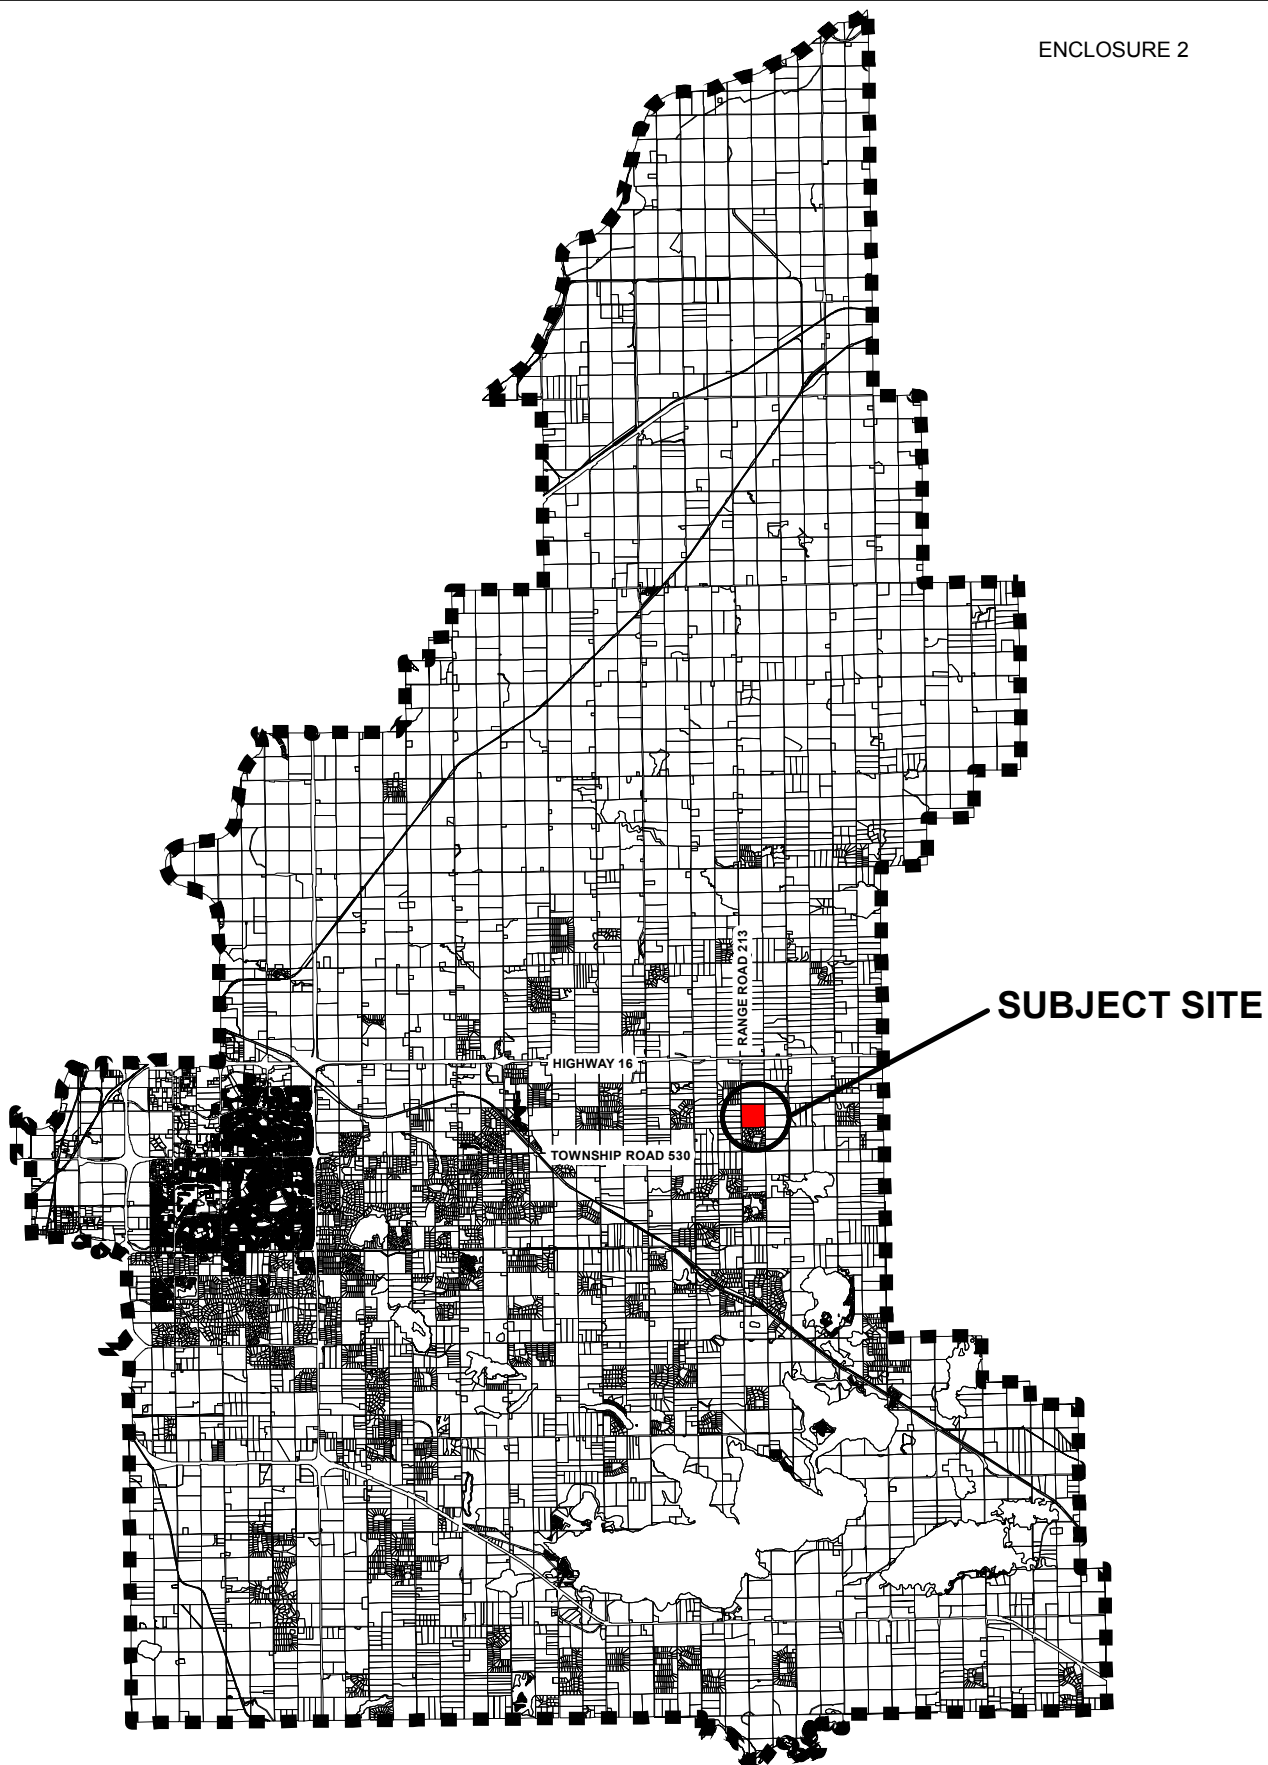 ENCLOSURE 2
RANGE ROAD 213
SUBJECT SITE
HIGHWAY 16
TOWNSHIP ROAD 530